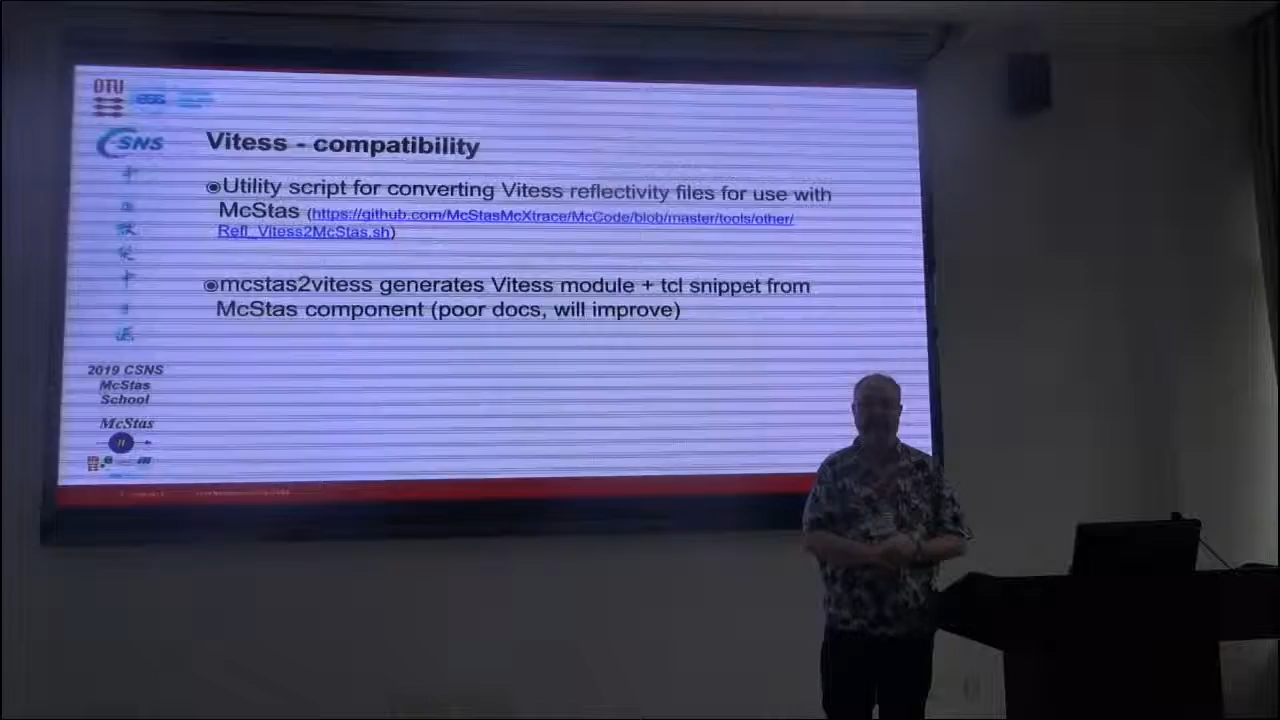 DTU
ess
CSNS
Vitess - compatibility
◉Utility script for converting Vitess reflectivity files for use with
McStas (https://github.com/McStasMcXtrace/McCode/blob/master/tools/other/
Refl_Vitess2McStas.sh)
◉mcstas2vitess generates Vitess module + tcl snippet from
McStas component (poor docs, will improve)
2019 CSNS
McStas
School
McStas